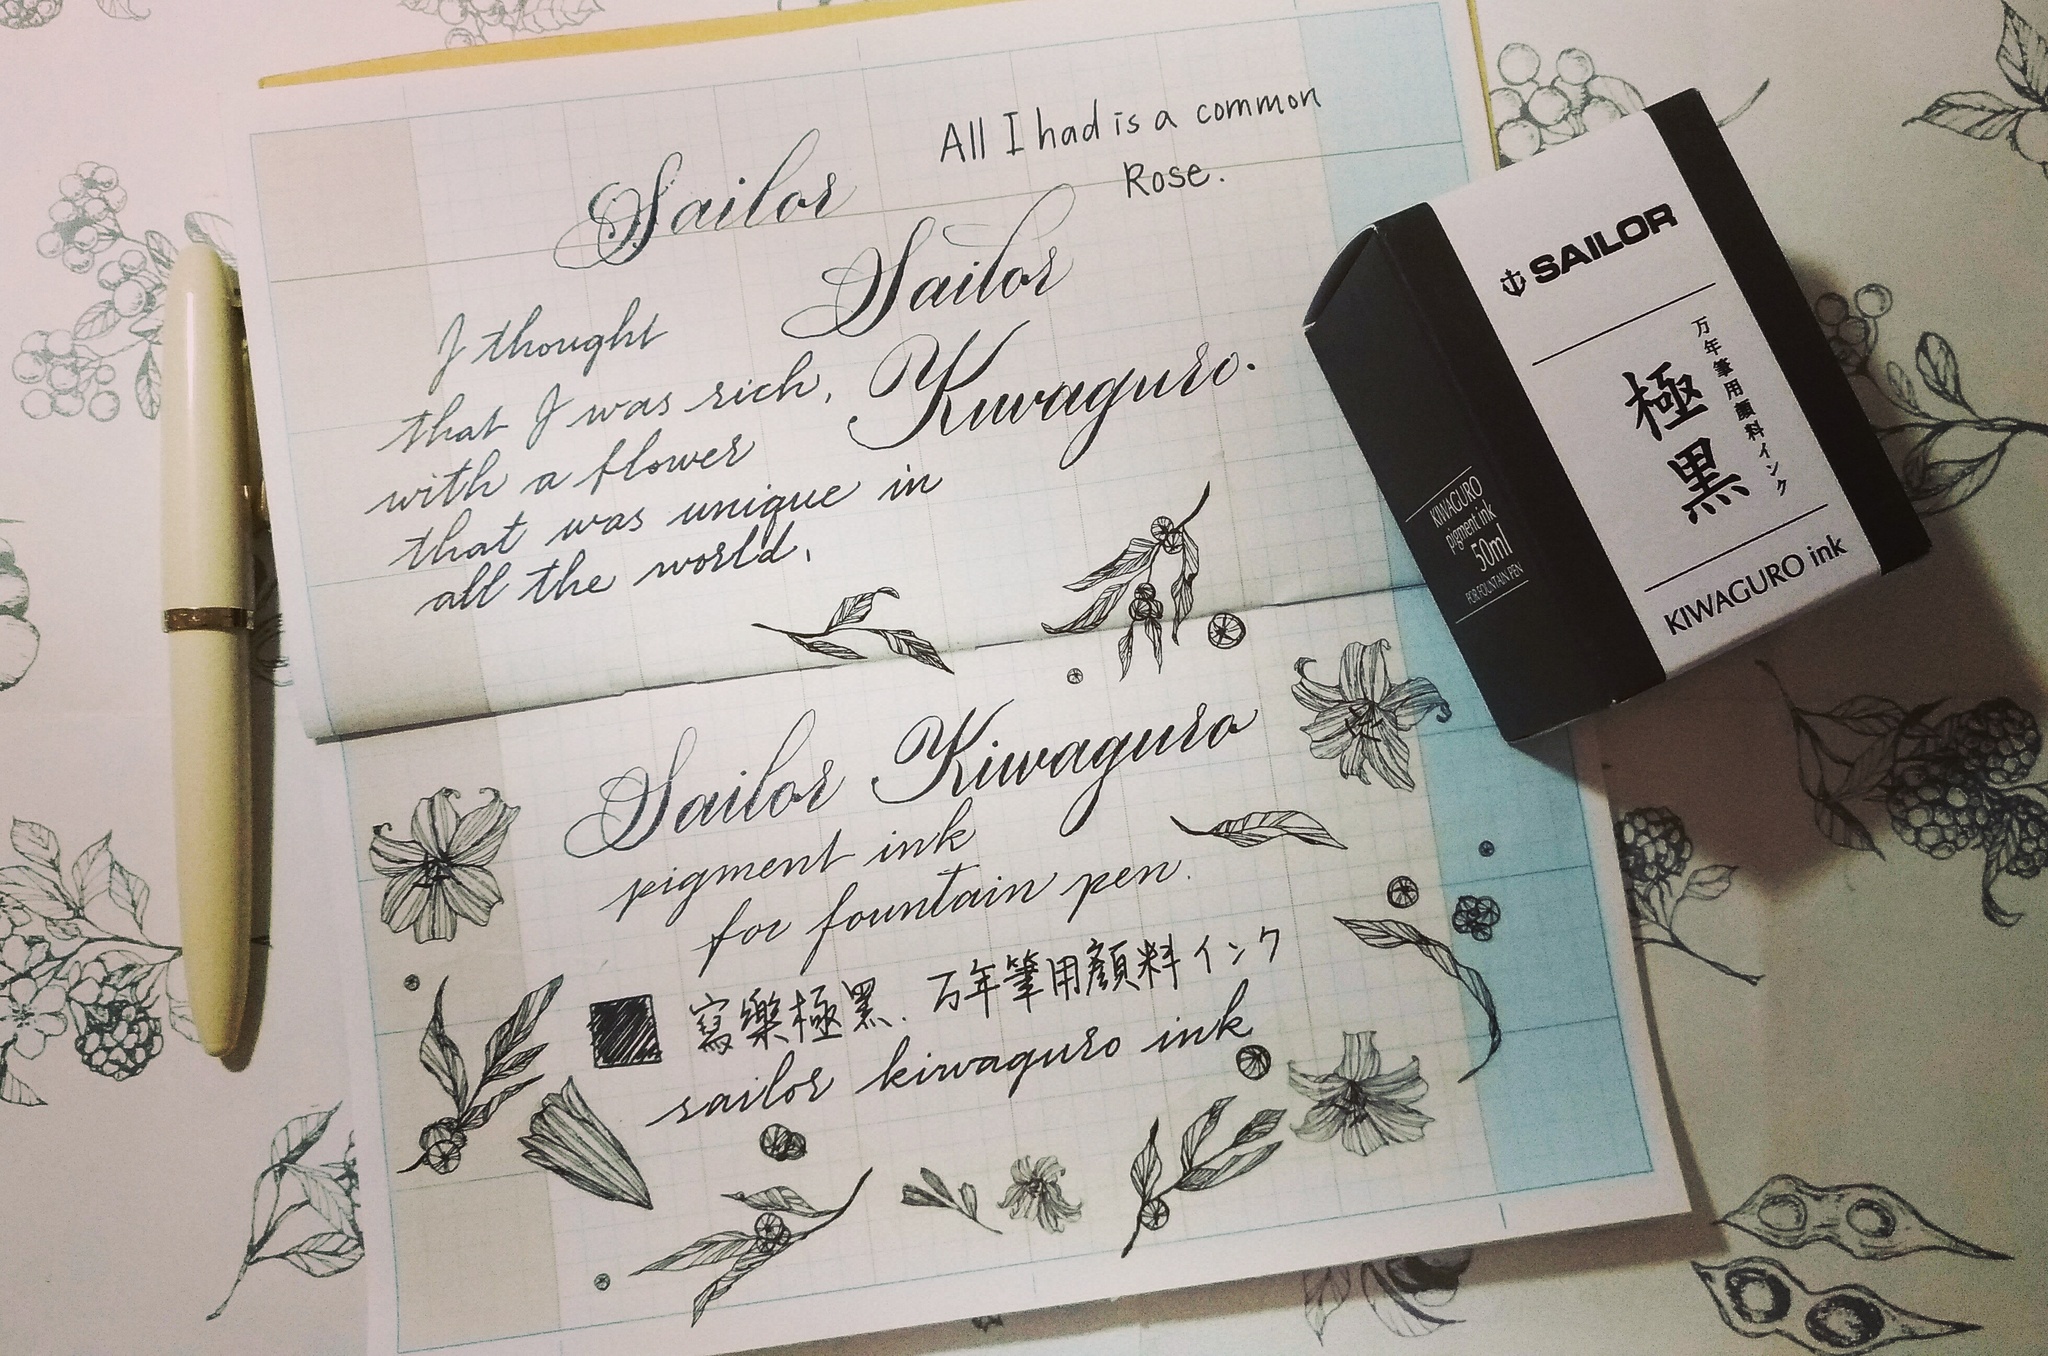 All I had is a common
Rose.
Sailor
Sailor
Kiwaguro.
I thought
that I was rich,
with a flower
that was unique in
all the world,
Sailor Kiwaguro
pigment ink
for fountain pen.
寫樂極黑. 万年筆用顔料インク
sailor kiwaguro ink
SAILOR
万年筆用顔料インク
極黒
KIWAGURO ink
KIWAGURO
pigment ink
50ml
FOR FOUNTAIN PEN